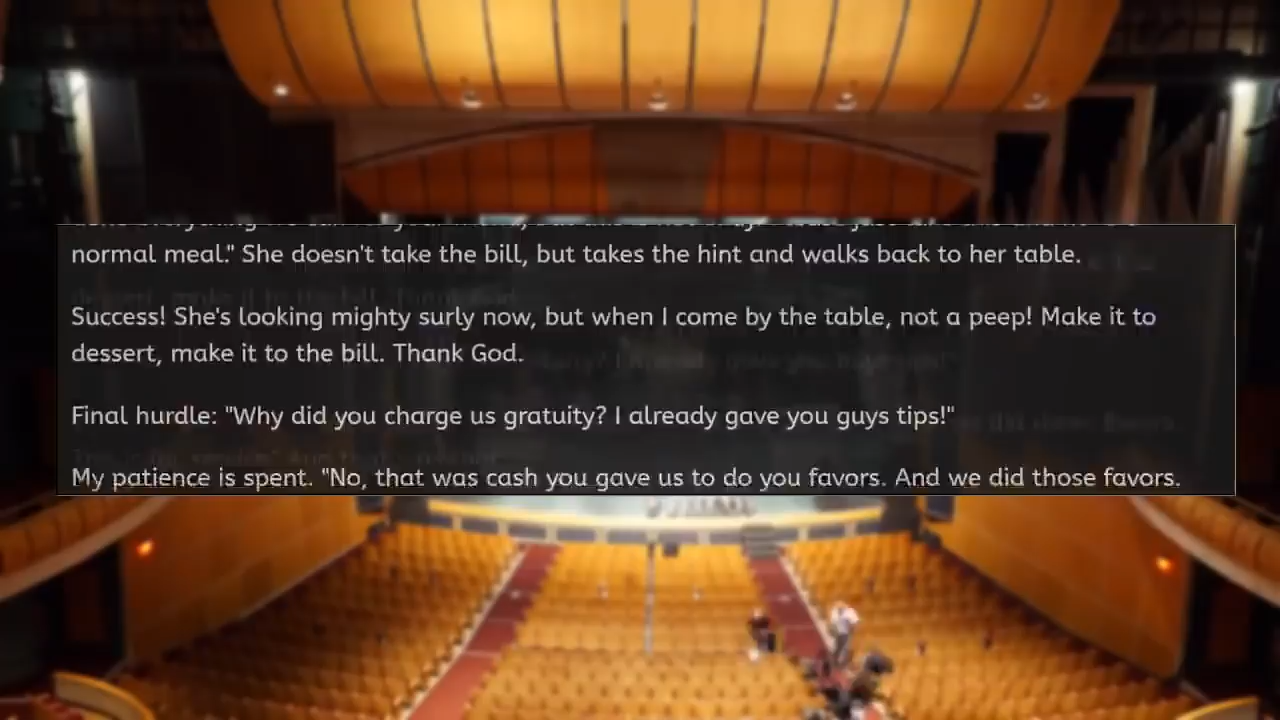 normal meal." She doesn't take the bill, but takes the hint and walks back to her table.
Success! She's looking mighty surly now, but when I come by the table, not a peep! Make it to
dessert, make it to the bill. Thank God.
Final hurdle: "Why did you charge us gratuity? I already gave you guys tips!"
My patience is spent. "No, that was cash you gave us to do you favors. And we did those favors.